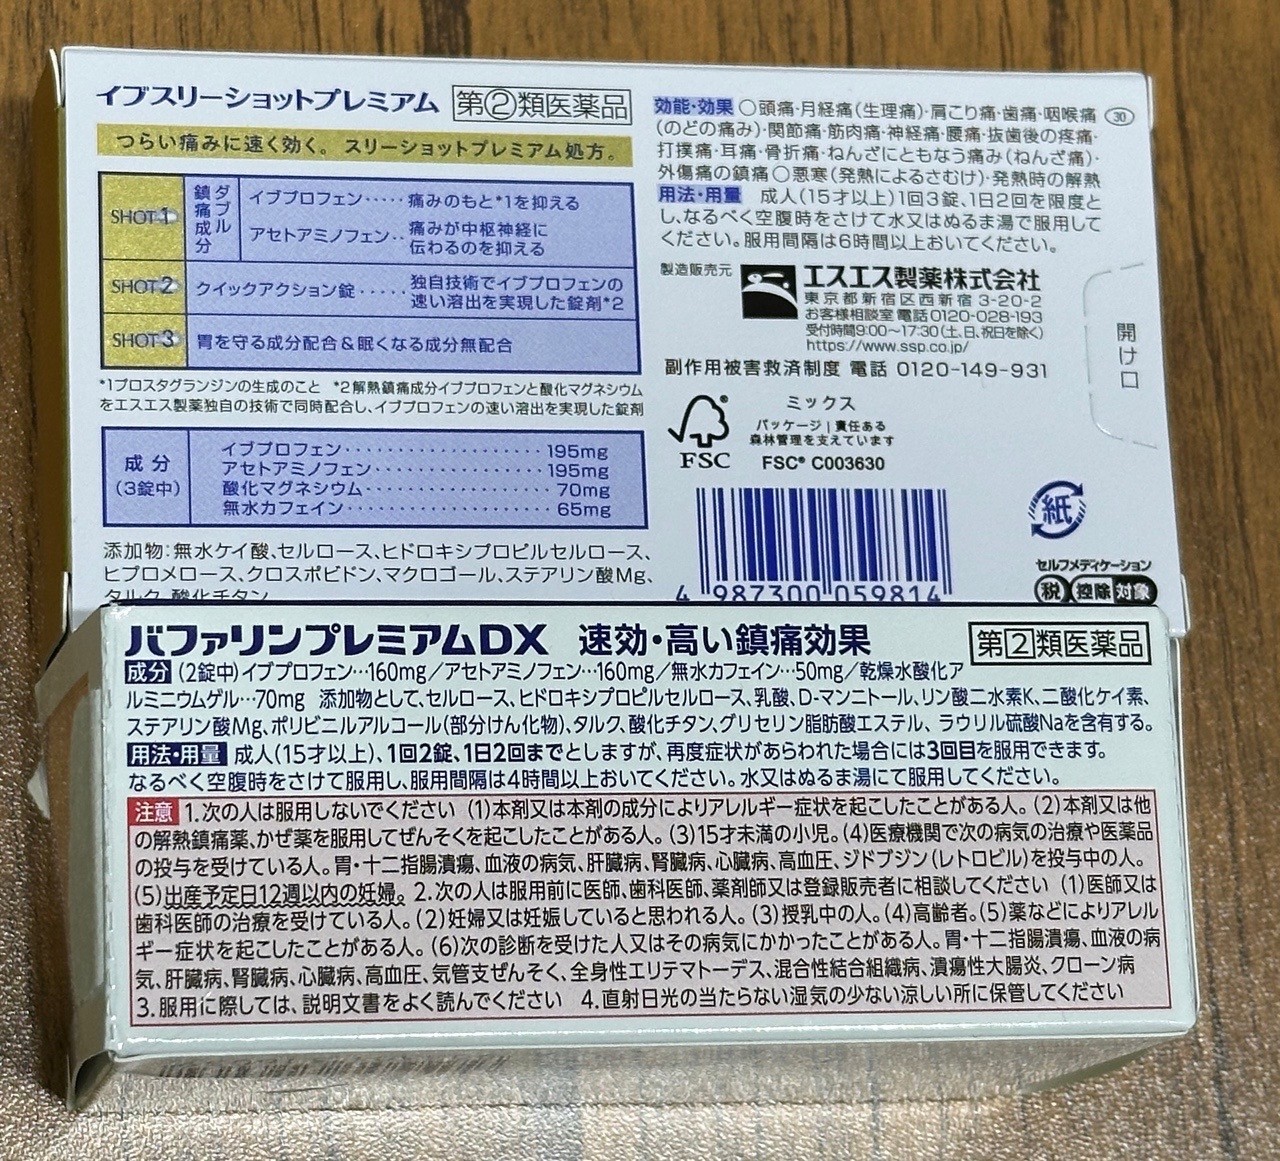 イブスリーショットプレミアム 第②類医薬品
つらい痛みに速く効く。 スリーショットプレミアム処方。
SHOT 1 ダブル鎮痛成分 イブプロフェン‥‥‥痛みのもと*1を抑える
アセトアミノフェン‥痛みが中枢神経に
伝わるのを抑える
SHOT 2 クイックアクション錠‥‥‥独自技術でイブプロフェンの
速い溶出を実現した錠剤*2
SHOT 3 胃を守る成分配合&眠くなる成分無配合
*1プロスタグランジンの生成のこと *2解熱鎮痛成分イブプロフェンと酸化マグネシウム
をエスエス製薬独自の技術で同時配合し、イブプロフェンの速い溶出を実現した錠剤
成分
(3錠中)
イブプロフェン‥‥‥‥‥‥195mg
アセトアミノフェン‥‥‥‥‥195mg
酸化マグネシウム‥‥‥‥‥70mg
無水カフェイン‥‥‥‥‥‥65mg
添加物:無水ケイ酸、セルロース、ヒドロキシプロピルセルロース、
ヒプロメロース、クロスポビドン、マクロゴール、ステアリン酸Mg、
タルク、酸化チタン
効能・効果 ○頭痛・月経痛(生理痛)・肩こり痛・歯痛・咽喉痛 30
(のどの痛み)・関節痛・筋肉痛・神経痛・腰痛・抜歯後の疼痛・
打撲痛・耳痛・骨折痛・ねんざにともなう痛み(ねんざ痛)・
外傷痛の鎮痛○悪寒(発熱によるさむけ)・発熱時の解熱
用法・用量 成人(15才以上)1回3錠、1日2回を限度と
し、なるべく空腹時をさけて水又はぬるま湯で服用して
ください。服用間隔は6時間以上おいてください。
製造販売元 エスエス製薬株式会社
東京都新宿区西新宿 3-20-2
お客様相談室 電話0120-028-193
受付時間9:00~17:30(土、日、祝日を除く)
https://www.ssp.co.jp/
副作用被害救済制度 電話 0120-149-931
開け口
FSC
ミックス
パッケージ|責任ある
森林管理を支えています
FSC® C003630
4 987300 059814
紙
セルフメディケーション
税 控除 対象
バファリンプレミアムDX 速効・高い鎮痛効果 第②類医薬品
成分 (2錠中)イブプロフェン…160mg/アセトアミノフェン…160mg/無水カフェイン…50mg/乾燥水酸化ア
ルミニウムゲル…70mg 添加物として、セルロース、ヒドロキシプロピルセルロース、乳酸、D-マンニトール、リン酸二水素K、二酸化ケイ素、
ステアリン酸Mg、ポリビニルアルコール(部分けん化物)、タルク、酸化チタン、グリセリン脂肪酸エステル、ラウリル硫酸Naを含有する。
用法・用量 成人(15才以上)、1回2錠、1日2回までとしますが、再度症状があらわれた場合には3回目を服用できます。
なるべく空腹時をさけて服用し、服用間隔は4時間以上おいてください。水又はぬるま湯にて服用してください。
注意 1.次の人は服用しないでください (1)本剤又は本剤の成分によりアレルギー症状を起こしたことがある人。(2)本剤又は他
の解熱鎮痛薬、かぜ薬を服用してぜんそくを起こしたことがある人。(3)15才未満の小児。(4)医療機関で次の病気の治療や医薬品
の投与を受けている人。胃・十二指腸潰瘍、血液の病気、肝臓病、腎臓病、心臓病、高血圧、ジドブジン(レトロビル)を投与中の人。
(5)出産予定日12週以内の妊婦。2.次の人は服用前に医師、歯科医師、薬剤師又は登録販売者に相談してください (1)医師又は
歯科医師の治療を受けている人。(2)妊婦又は妊娠していると思われる人。(3)授乳中の人。(4)高齢者。(5)薬などによりアレル
ギー症状を起こしたことがある人。(6)次の診断を受けた人又はその病気にかかったことがある人。胃・十二指腸潰瘍、血液の病
気、肝臓病、腎臓病、心臓病、高血圧、気管支ぜんそく、全身性エリテマトーデス、混合性結合組織病、潰瘍性大腸炎、クローン病
3.服用に際しては、説明文書をよく読んでください 4.直射日光の当たらない湿気の少ない涼しい所に保管してください